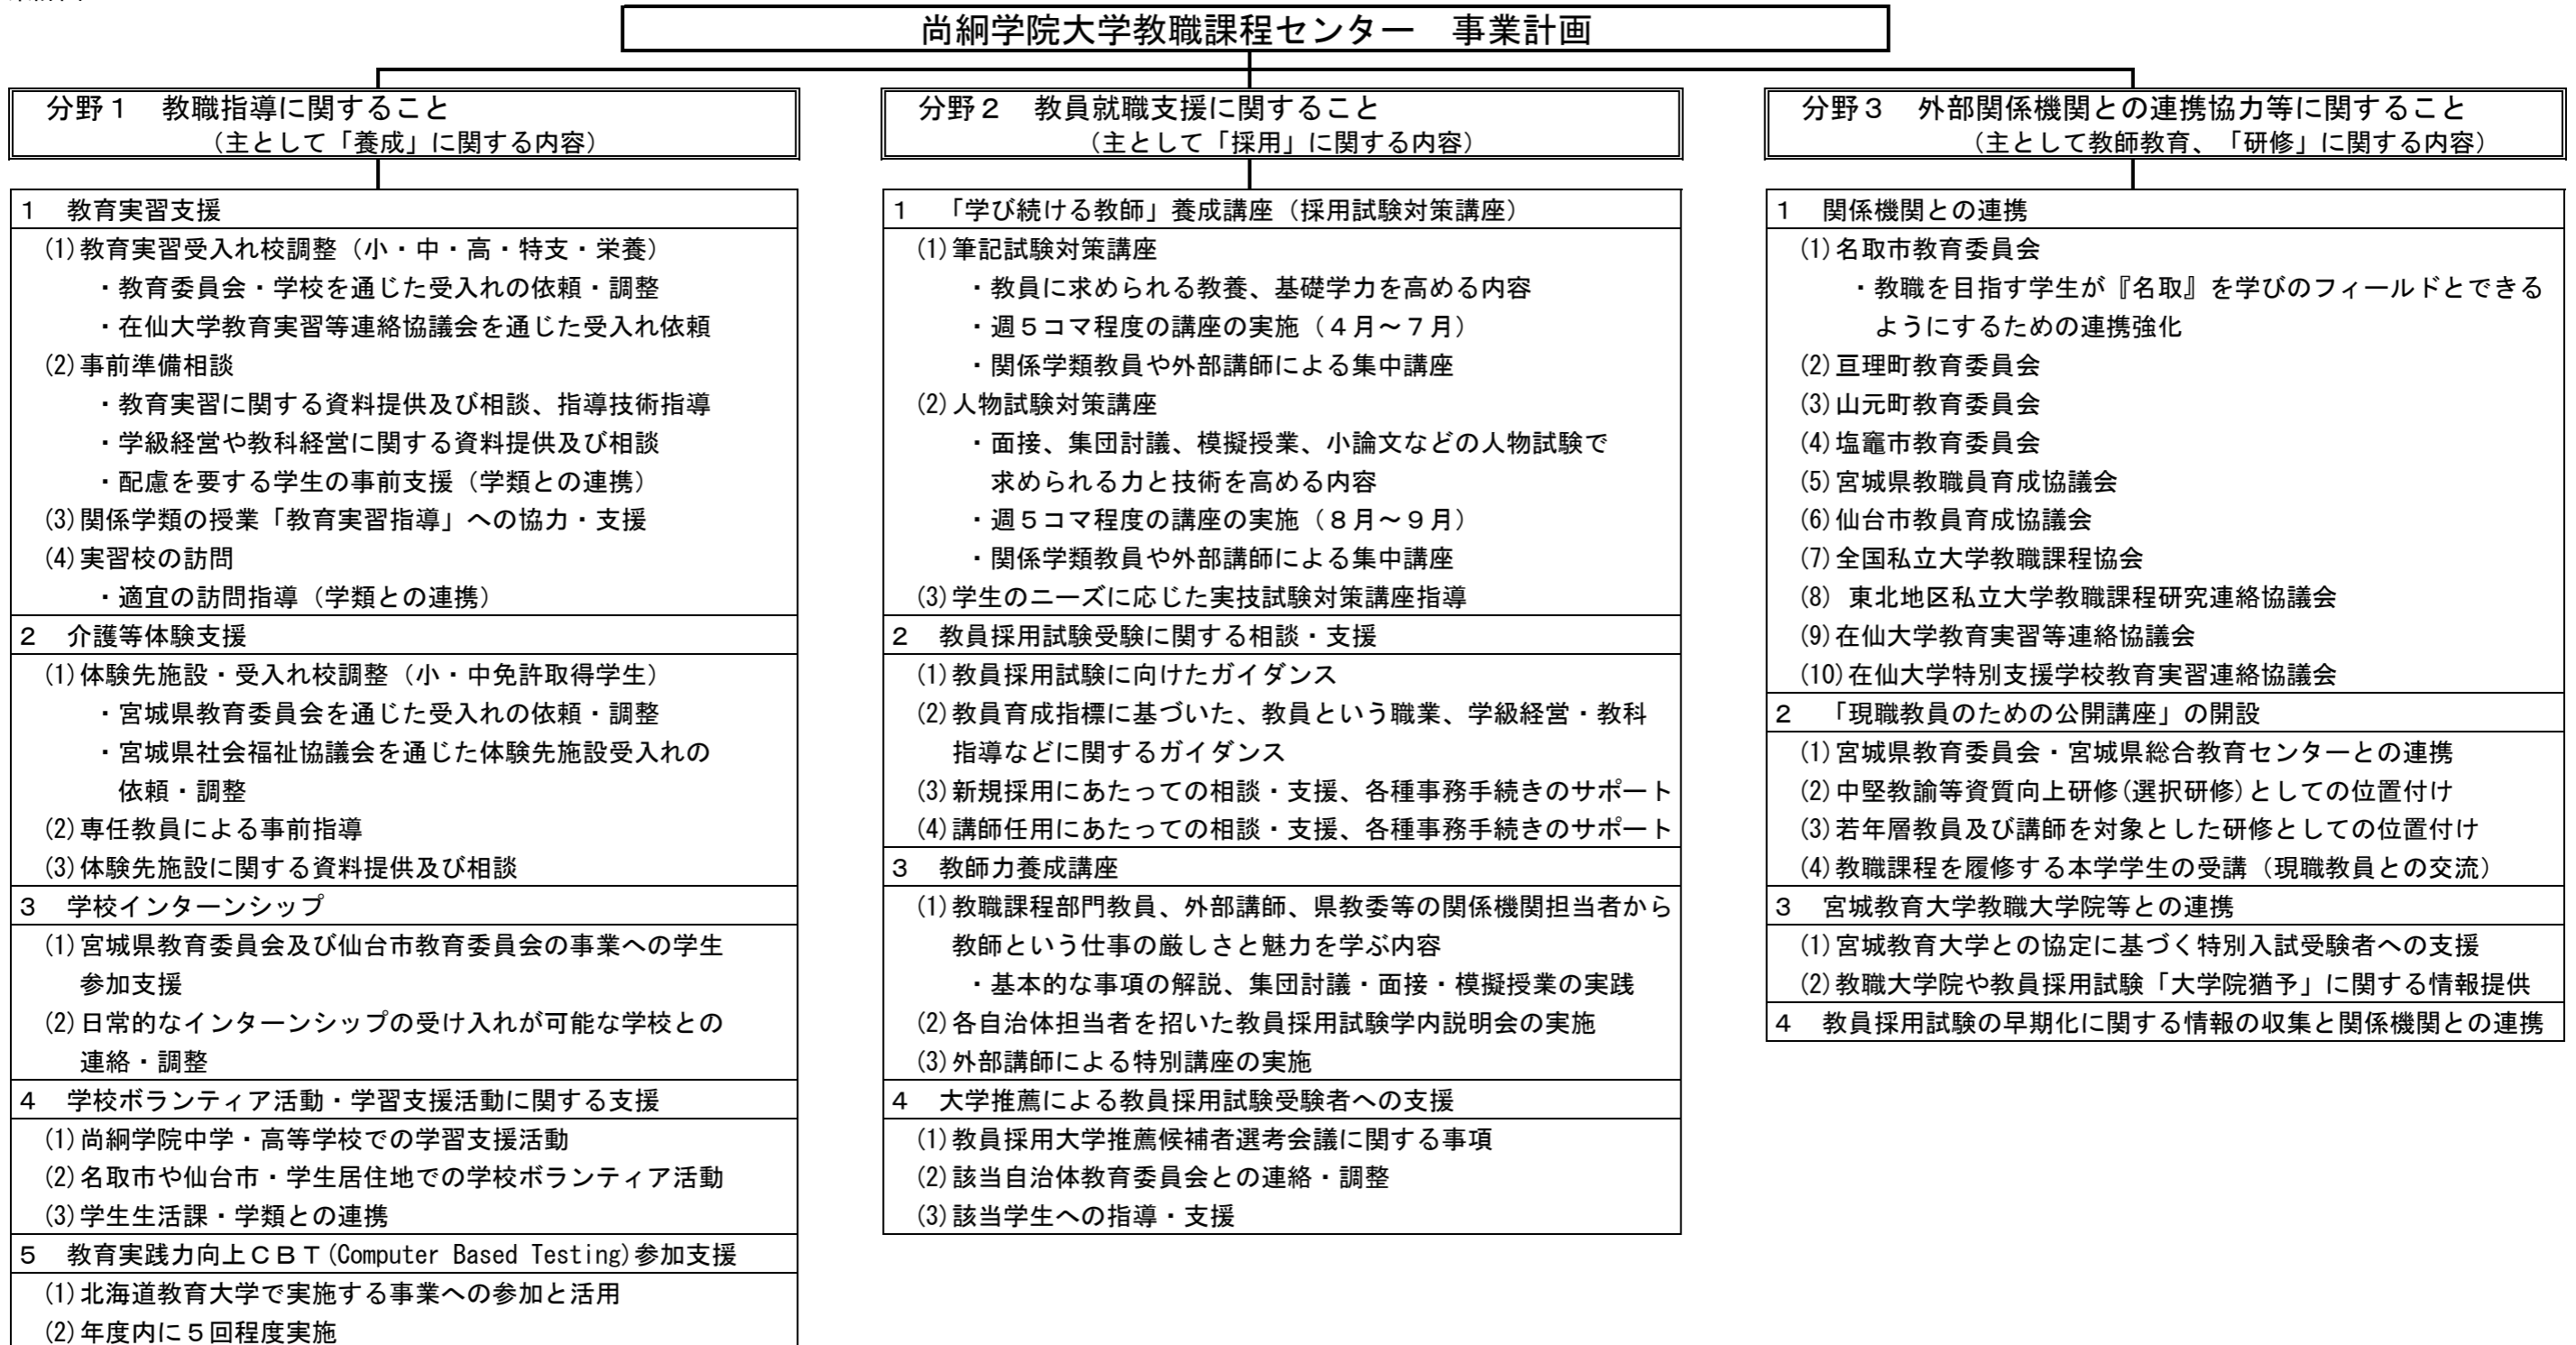 尚絅学院大学教職課程センター　事業計画
分野１　教職指導に関すること
（主として「養成」に関する内容）
1　教育実習支援
(1)教育実習受入れ校調整（小・中・高・特支・栄養）
・教育委員会・学校を通じた受入れの依頼・調整
・在仙大学教育実習等連絡協議会を通じた受入れ依頼
(2)事前準備相談
・教育実習に関する資料提供及び相談、指導技術指導
・学級経営や教科経営に関する資料提供及び相談
・配慮を要する学生の事前支援（学類との連携）
(3)関係学類の授業「教育実習指導」への協力・支援
(4)実習校の訪問
・適宜の訪問指導（学類との連携）
2　介護等体験支援
(1)体験先施設・受入れ校調整（小・中免許取得学生）
・宮城県教育委員会を通じた受入れの依頼・調整
・宮城県社会福祉協議会を通じた体験先施設受入れの
依頼・調整
(2)専任教員による事前指導
(3)体験先施設に関する資料提供及び相談
3　学校インターンシップ
(1)宮城県教育委員会及び仙台市教育委員会の事業への学生
参加支援
(2)日常的なインターンシップの受け入れが可能な学校との
連絡・調整
4　学校ボランティア活動・学習支援活動に関する支援
(1)尚絅学院中学・高等学校での学習支援活動
(2)名取市や仙台市・学生居住地での学校ボランティア活動
(3)学生生活課・学類との連携
5　教育実践力向上ＣＢＴ(Computer Based Testing)参加支援
(1)北海道教育大学で実施する事業への参加と活用
(2)年度内に５回程度実施
分野２　教員就職支援に関すること
（主として「採用」に関する内容）
1　「学び続ける教師」養成講座（採用試験対策講座）
(1)筆記試験対策講座
・教員に求められる教養、基礎学力を高める内容
・週５コマ程度の講座の実施（４月～７月）
・関係学類教員や外部講師による集中講座
(2)人物試験対策講座
・面接、集団討議、模擬授業、小論文などの人物試験で
求められる力と技術を高める内容
・週５コマ程度の講座の実施（８月～９月）
・関係学類教員や外部講師による集中講座
(3)学生のニーズに応じた実技試験対策講座指導
2　教員採用試験受験に関する相談・支援
(1)教員採用試験に向けたガイダンス
(2)教員育成指標に基づいた、教員という職業、学級経営・教科
指導などに関するガイダンス
(3)新規採用にあたっての相談・支援、各種事務手続きのサポート
(4)講師任用にあたっての相談・支援、各種事務手続きのサポート
3　教師力養成講座
(1)教職課程部門教員、外部講師、県教委等の関係機関担当者から
教師という仕事の厳しさと魅力を学ぶ内容
・基本的な事項の解説、集団討議・面接・模擬授業の実践
(2)各自治体担当者を招いた教員採用試験学内説明会の実施
(3)外部講師による特別講座の実施
4　大学推薦による教員採用試験受験者への支援
(1)教員採用大学推薦候補者選考会議に関する事項
(2)該当自治体教育委員会との連絡・調整
(3)該当学生への指導・支援
分野３　外部関係機関との連携協力等に関すること
（主として教師教育、「研修」に関する内容）
1　関係機関との連携
(1)名取市教育委員会
・教職を目指す学生が『名取』を学びのフィールドとできる
ようにするための連携強化
(2)亘理町教育委員会
(3)山元町教育委員会
(4)塩竈市教育委員会
(5)宮城県教職員育成協議会
(6)仙台市教員育成協議会
(7)全国私立大学教職課程協会
(8) 東北地区私立大学教職課程研究連絡協議会
(9)在仙大学教育実習等連絡協議会
(10)在仙大学特別支援学校教育実習連絡協議会
2　「現職教員のための公開講座」の開設
(1)宮城県教育委員会・宮城県総合教育センターとの連携
(2)中堅教諭等資質向上研修(選択研修)としての位置付け
(3)若年層教員及び講師を対象とした研修としての位置付け
(4)教職課程を履修する本学学生の受講（現職教員との交流）
3　宮城教育大学教職大学院等との連携
(1)宮城教育大学との協定に基づく特別入試受験者への支援
(2)教職大学院や教員採用試験「大学院猶予」に関する情報提供
4　教員採用試験の早期化に関する情報の収集と関係機関との連携